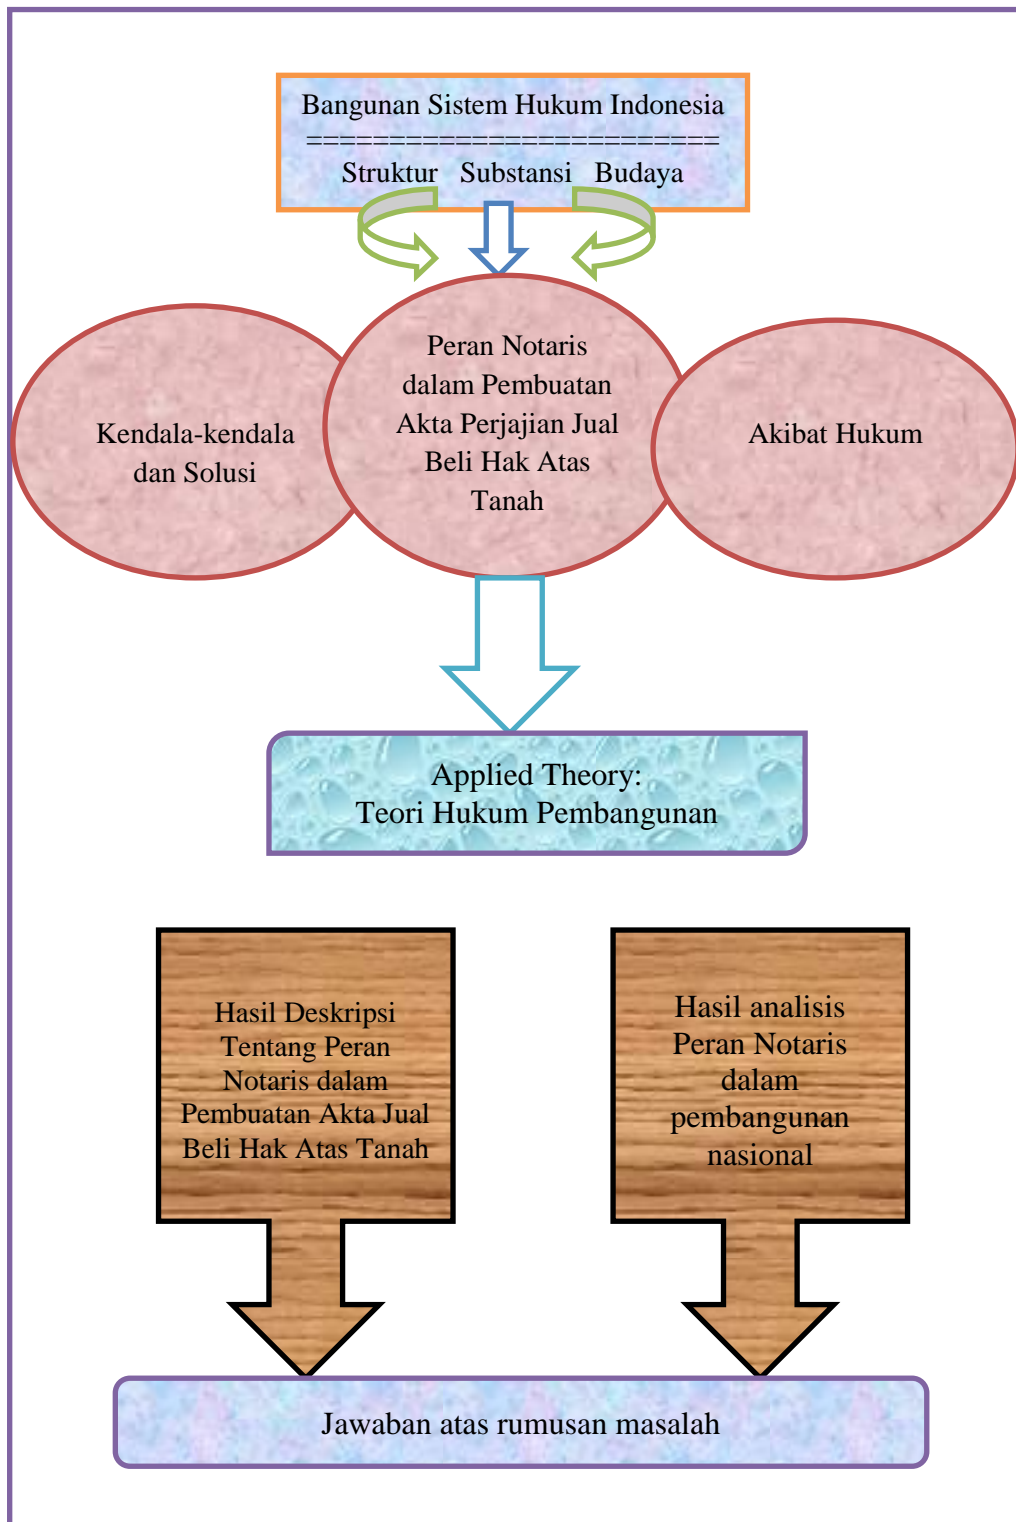 Bangunan Sistem Hukum Indonesia
=========================
Struktur Substansi Budaya
Kendala-kendala
dan Solusi
Peran Notaris
dalam Pembuatan
Akta Perjajian Jual
Beli Hak Atas
Tanah
Akibat Hukum
Applied Theory:
Teori Hukum Pembangunan
Hasil Deskripsi
Tentang Peran
Notaris dalam
Pembuatan Akta Jual
Beli Hak Atas Tanah
Hasil analisis
Peran Notaris
dalam
pembangunan
nasional
Jawaban atas rumusan masalah